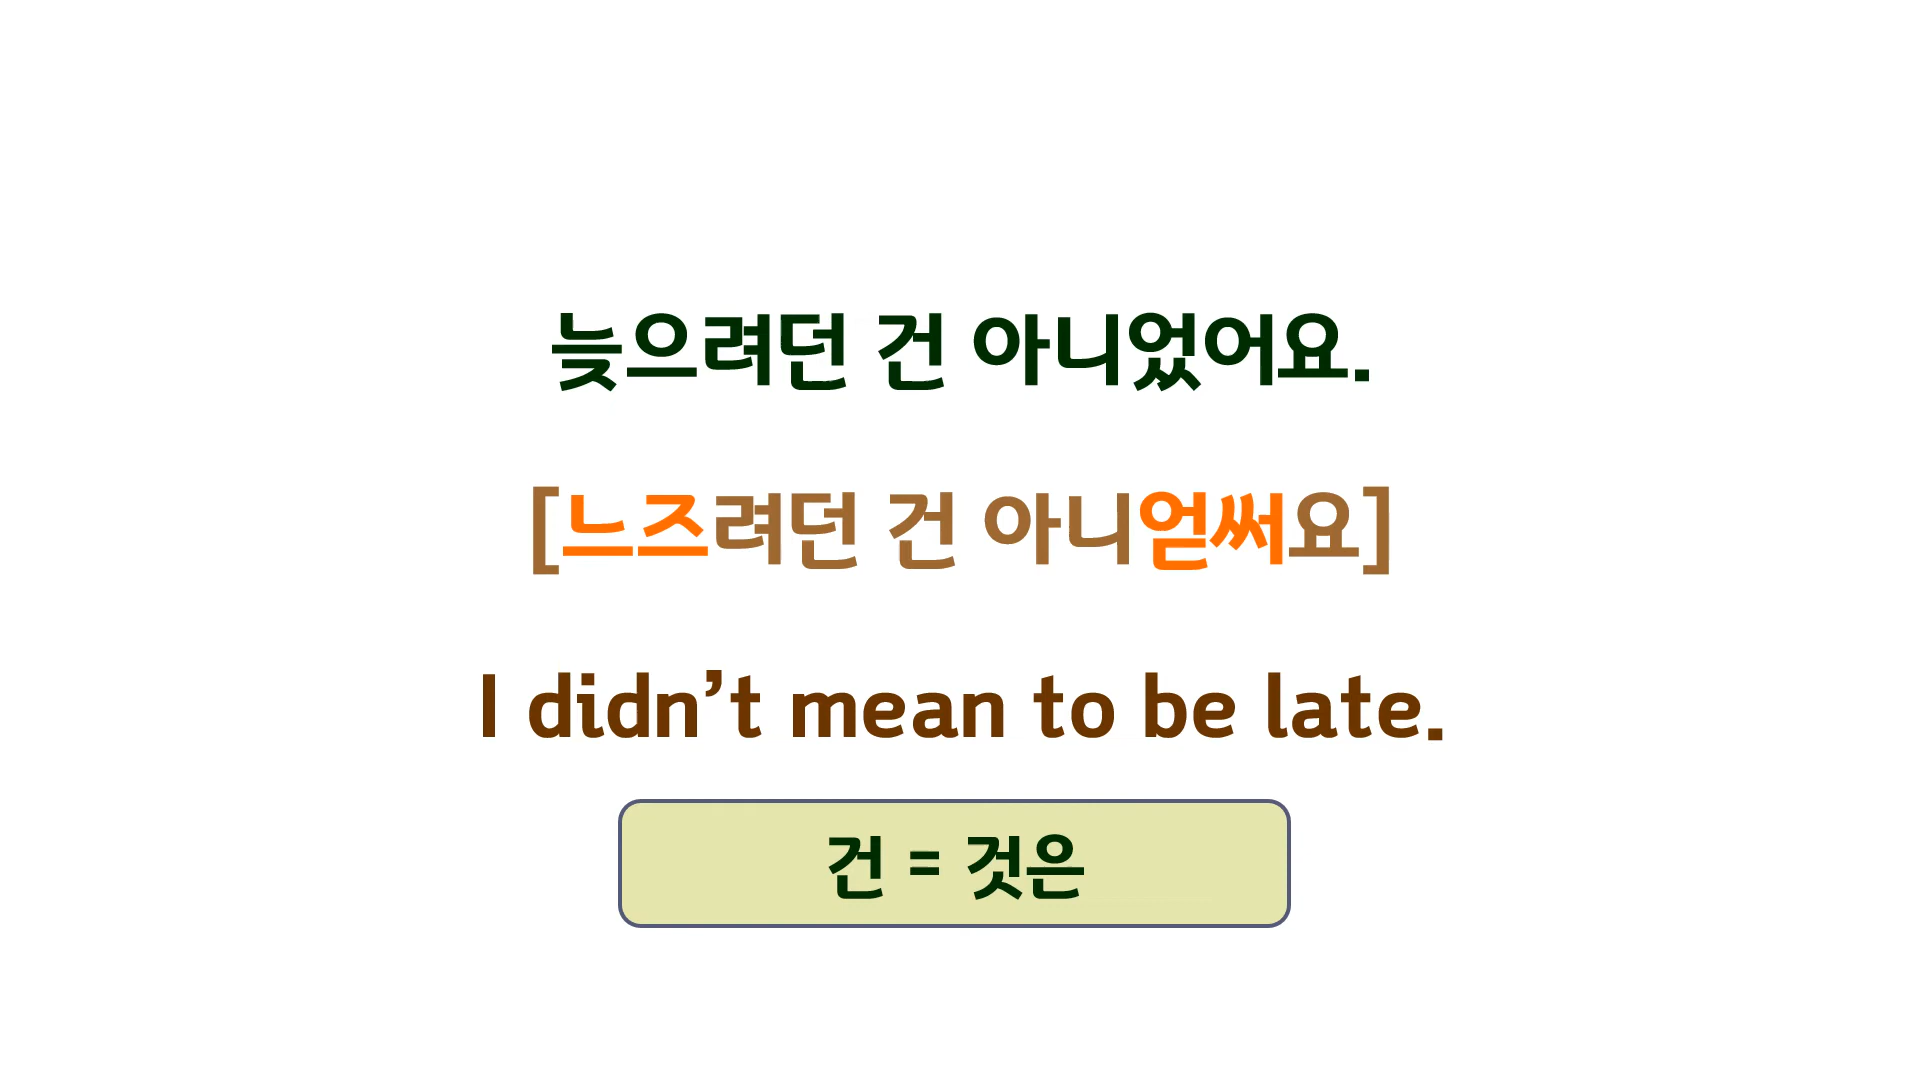 늦으려던 건 아니었어요.
[느즈려던 건 아니얻써요]
I didn’t mean to be late.
건 = 것은